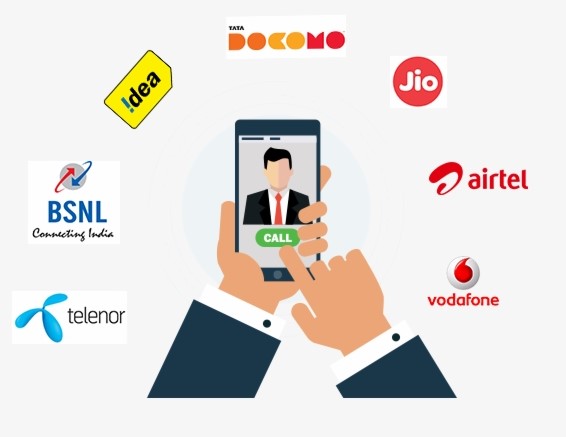 TATA
DOCOMO
!dea
Jio
BSNL
Connecting India
airtel
CALL
telenor
vodafone